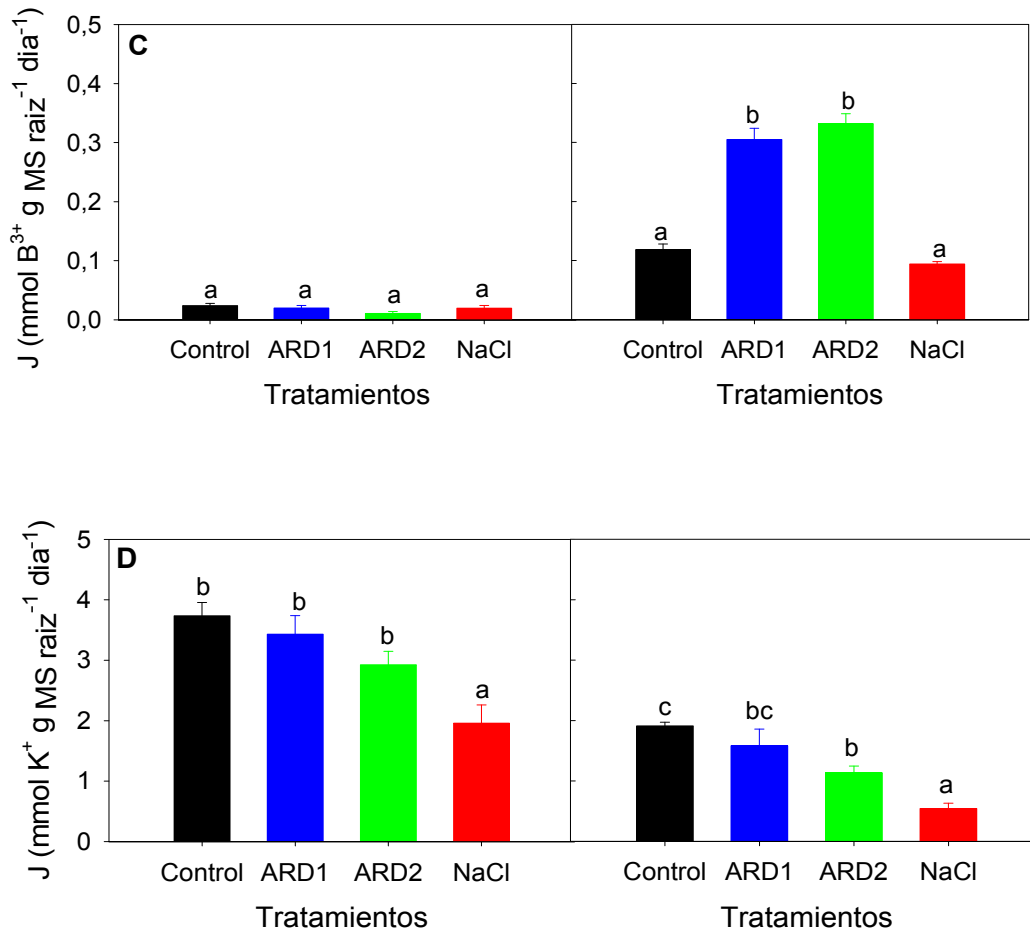 C
J (mmol B³⁺ g MS raiz⁻¹ dia⁻¹)
0,5
0,4
0,3
0,2
0,1
0,0
a a a a
a b b a
Control ARD1 ARD2 NaCl
Control ARD1 ARD2 NaCl
Tratamientos
Tratamientos
D
J (mmol K⁺ g MS raiz⁻¹ dia⁻¹)
5
4
3
2
1
0
b b b a
c bc b a
Control ARD1 ARD2 NaCl
Control ARD1 ARD2 NaCl
Tratamientos
Tratamientos